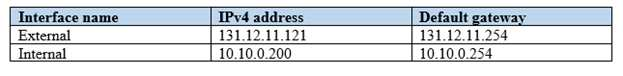 Interface name IPv4 address Default gateway
External 131.12.11.121 131.12.11.254
Internal 10.10.0.200 10.10.0.254